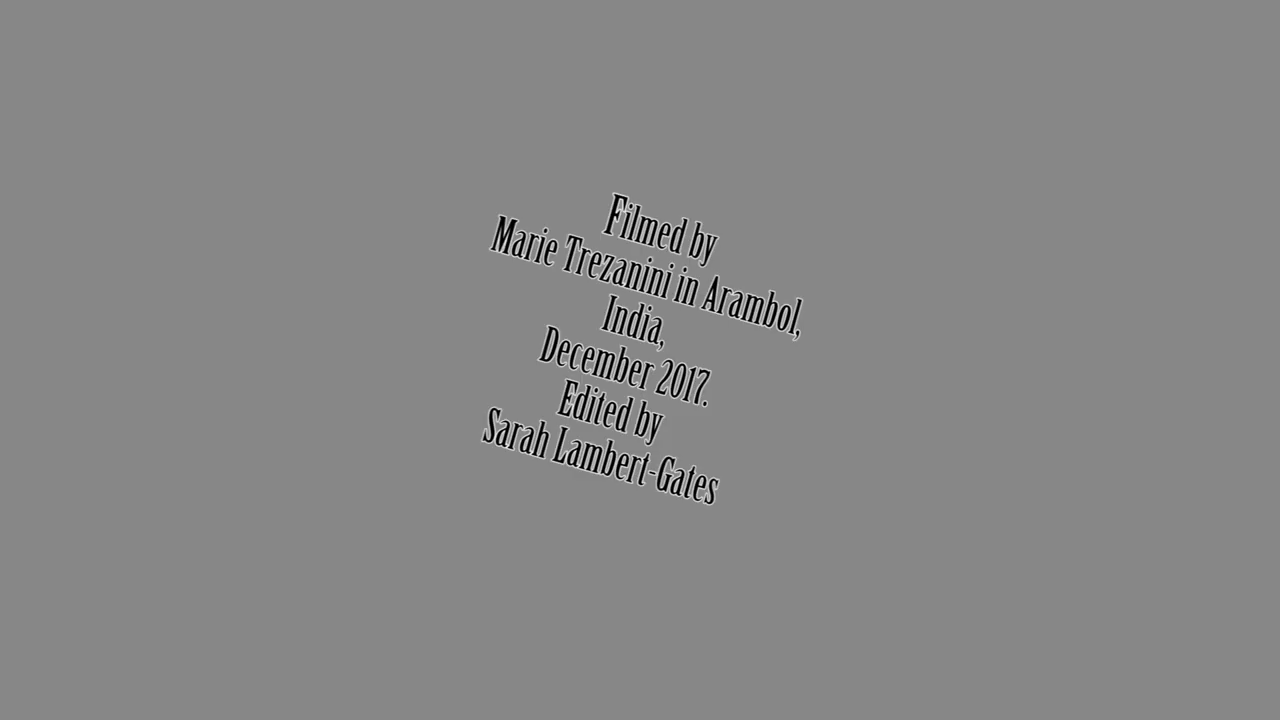 Filmed by
Marie Trezanini in Arambol,
India,
December 2017.
Edited by
Sarah Lambert-Gates